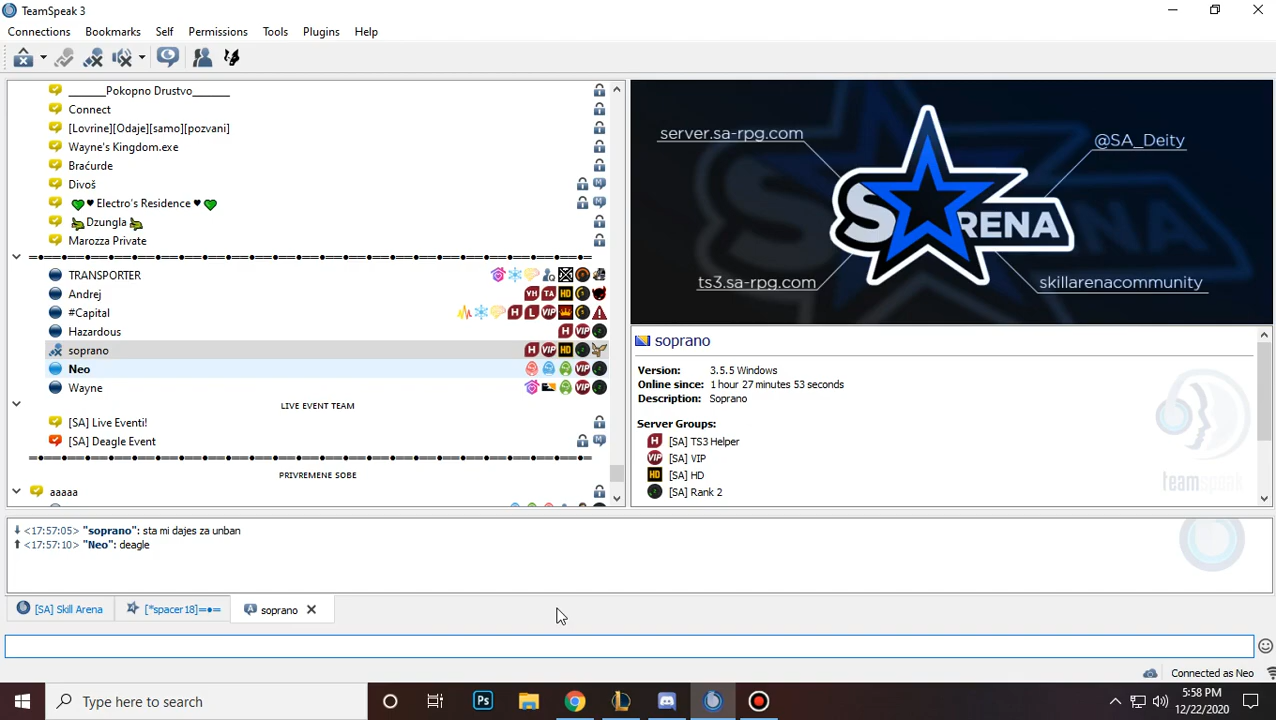 TeamSpeak 3
Connections Bookmarks Self Permissions Tools Plugins Help
______Pokopno Drustvo______
Connect
[Lovrine][Odaje][samo][pozvani]
Wayne's Kingdom.exe
Braćurde
Divoš
Electro's Residence
Dzungla
Marozza Private
TRANSPORTER
Andrej
#Capital
Hazardous
soprano
Neo
Wayne
LIVE EVENT TEAM
[SA] Live Eventi!
[SA] Deagle Event
PRIVREMENE SOBE
aaaaa
server.sa-rpg.com
@SA_Deity
ARENA
ts3.sa-rpg.com
skillarenacommunity
soprano
Version: 3.5.5 Windows
Online since: 1 hour 27 minutes 53 seconds
Description: Soprano
Server Groups:
H [SA] TS3 Helper
VIP [SA] VIP
HD [SA] HD
[SA] Rank 2
teamspeak
<17:57:05> "soprano": sta mi dajes za unban
<17:57:10> "Neo": deagle
[SA] Skill Arena
[*spacer18]=●=
soprano
Connected as Neo
Type here to search
Ps
5:58 PM
12/22/2020